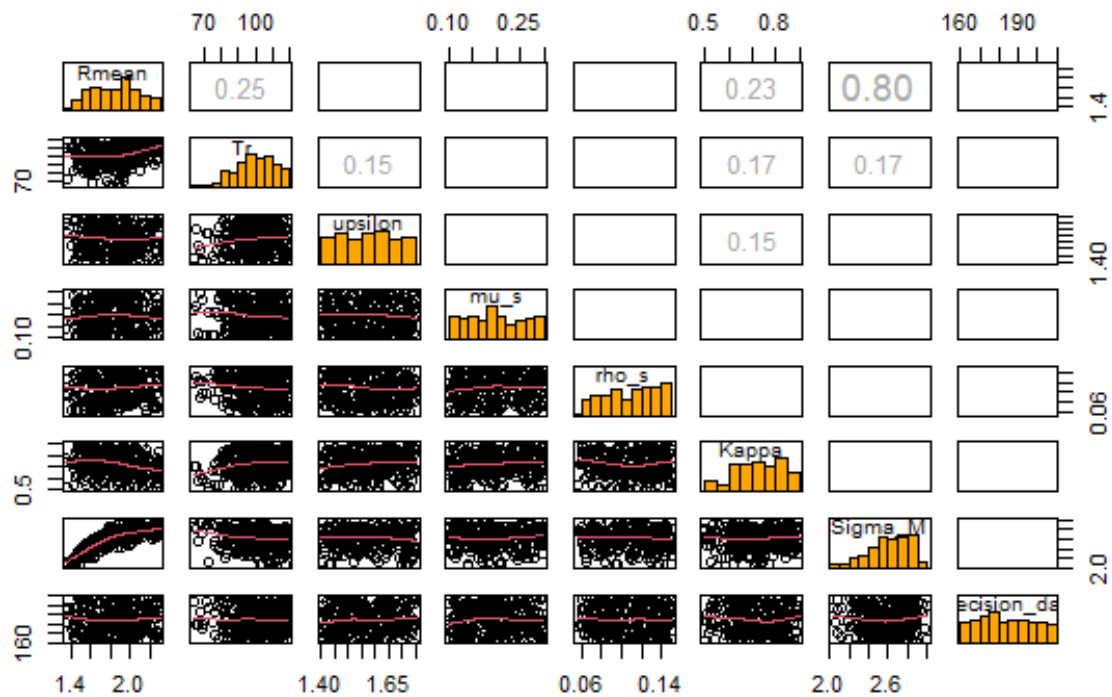 70 100 0.10 0.25 0.5 0.8 160 190
Rmean 0.25 0.23 0.80 1.4
70 Tr 0.15 0.17 0.17
upsilon 0.15 1.40
0.10 mu_s
rho_s 0.06
0.5 Kappa
Sigma_M 2.0
160 ecision_da
1.4 2.0 1.40 1.65 0.06 0.14 2.0 2.6